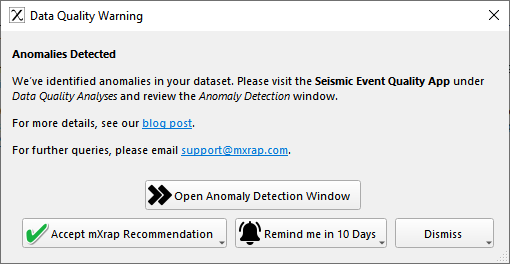 Data Quality Warning
Anomalies Detected
We've identified anomalies in your dataset. Please visit the Seismic Event Quality App under
Data Quality Analyses and review the Anomaly Detection window.
For more details, see our blog post.
For further queries, please email support@mxrap.com.
Open Anomaly Detection Window
Accept mXrap Recommendation
Remind me in 10 Days
Dismiss